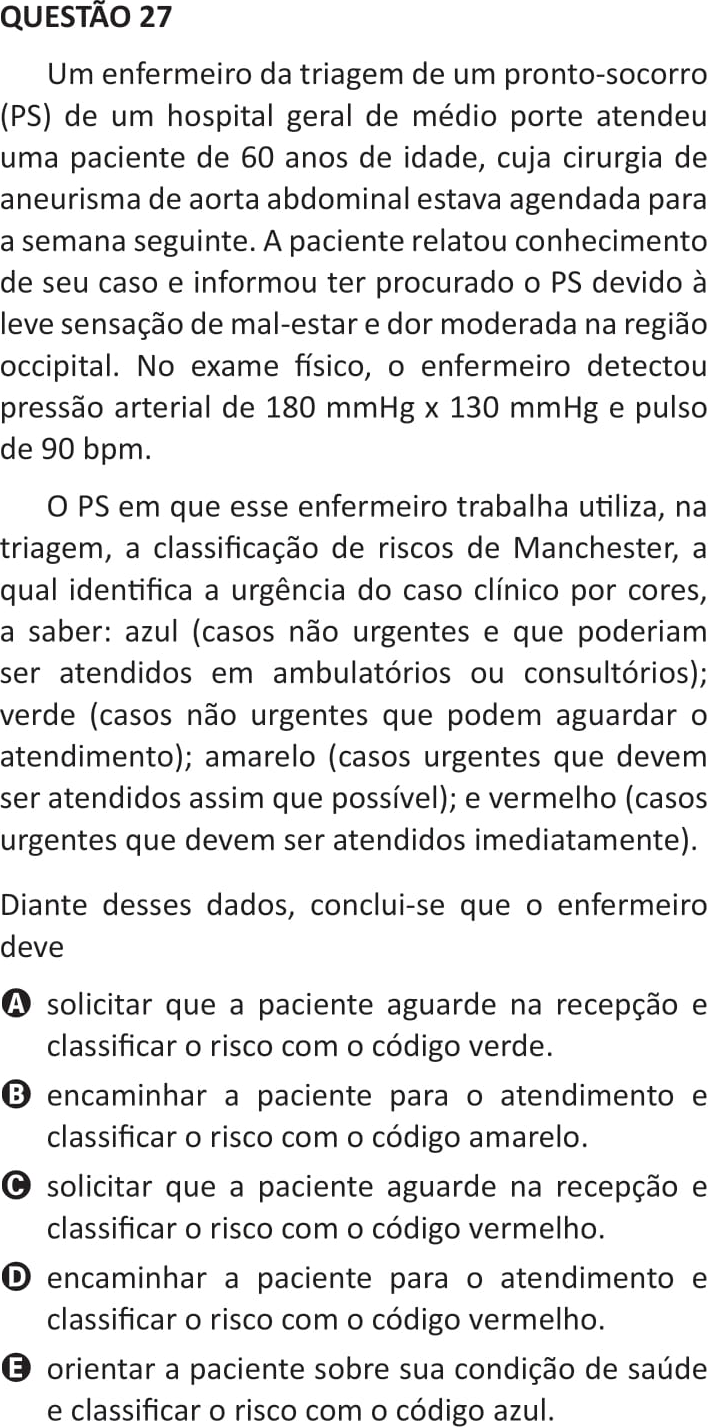 QUESTÃO 27
Um enfermeiro da triagem de um pronto-socorro
(PS) de um hospital geral de médio porte atendeu
uma paciente de 60 anos de idade, cuja cirurgia de
aneurisma de aorta abdominal estava agendada para
a semana seguinte. A paciente relatou conhecimento
de seu caso e informou ter procurado o PS devido à
leve sensação de mal-estar e dor moderada na região
occipital. No exame físico, o enfermeiro detectou
pressão arterial de 180 mmHg x 130 mmHg e pulso
de 90 bpm.
O PS em que esse enfermeiro trabalha utiliza, na
triagem, a classificação de riscos de Manchester, a
qual identifica a urgência do caso clínico por cores,
a saber: azul (casos não urgentes e que poderiam
ser atendidos em ambulatórios ou consultórios);
verde (casos não urgentes que podem aguardar o
atendimento); amarelo (casos urgentes que devem
ser atendidos assim que possível); e vermelho (casos
urgentes que devem ser atendidos imediatamente).
Diante desses dados, conclui-se que o enfermeiro
deve
A solicitar que a paciente aguarde na recepção e
classificar o risco com o código verde.
B encaminhar a paciente para o atendimento e
classificar o risco com o código amarelo.
C solicitar que a paciente aguarde na recepção e
classificar o risco com o código vermelho.
D encaminhar a paciente para o atendimento e
classificar o risco com o código vermelho.
E orientar a paciente sobre sua condição de saúde
e classificar o risco com o código azul.